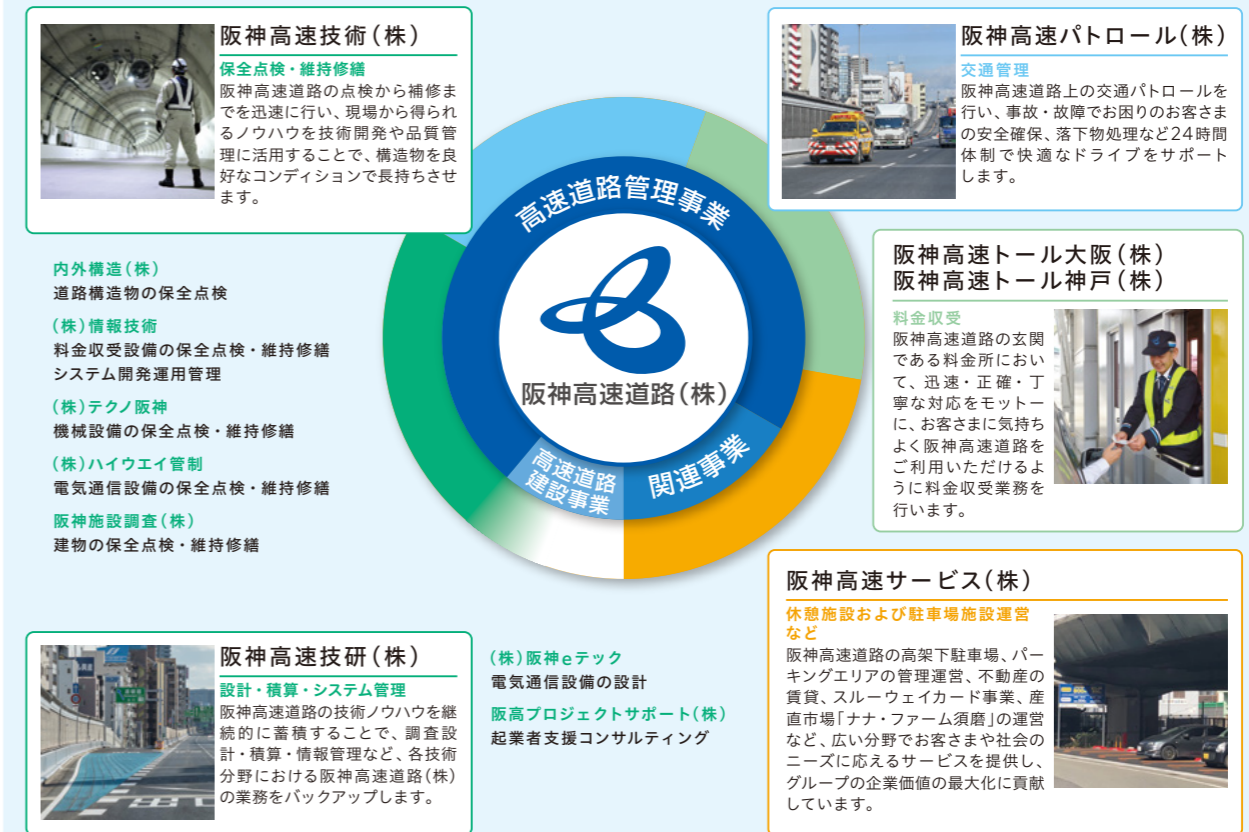 阪神高速技術(株)
保全点検・維持修繕
阪神高速道路の点検から補修ま
でを迅速に行い、現場から得られ
るノウハウを技術開発や品質管
理に活用することで、構造物を良
好なコンディションで長持ちさせ
ます。
阪神高速パトロール(株)
交通管理
阪神高速道路上の交通パトロールを
行い、事故・故障でお困りのお客さま
の安全確保、落下物処理など24時間
体制で快適なドライブをサポート
します。
高速道路管理事業
阪神高速道路(株)
高速道路
建設事業
関連事業
内外構造(株)
道路構造物の保全点検
(株)情報技術
料金収受設備の保全点検・維持修繕
システム開発運用管理
(株)テクノ阪神
機械設備の保全点検・維持修繕
(株)ハイウエイ管制
電気通信設備の保全点検・維持修繕
阪神施設調査(株)
建物の保全点検・維持修繕
阪神高速トール大阪(株)
阪神高速トール神戸(株)
料金収受
阪神高速道路の玄関
である料金所におい
て、迅速・正確・丁
寧な対応をモットー
に、お客さまに気持ち
よく阪神高速道路を
ご利用いただけるよ
うに料金収受業務を
行います。
阪神高速技研(株)
設計・積算・システム管理
阪神高速道路の技術ノウハウを継
続的に蓄積することで、調査設
計・積算・情報管理など、各技術
分野における阪神高速道路(株)
の業務をバックアップします。
(株)阪神eテック
電気通信設備の設計
阪高プロジェクトサポート(株)
起業者支援コンサルティング
阪神高速サービス(株)
休憩施設および駐車場施設運営
など
阪神高速道路の高架下駐車場、パー
キングエリアの管理運営、不動産の
賃貸、スルーウェイカード事業、産
直市場「ナナ・ファーム須磨」の運営
など、広い分野でお客さまや社会の
ニーズに応えるサービスを提供し、
グループの企業価値の最大化に貢献
しています。